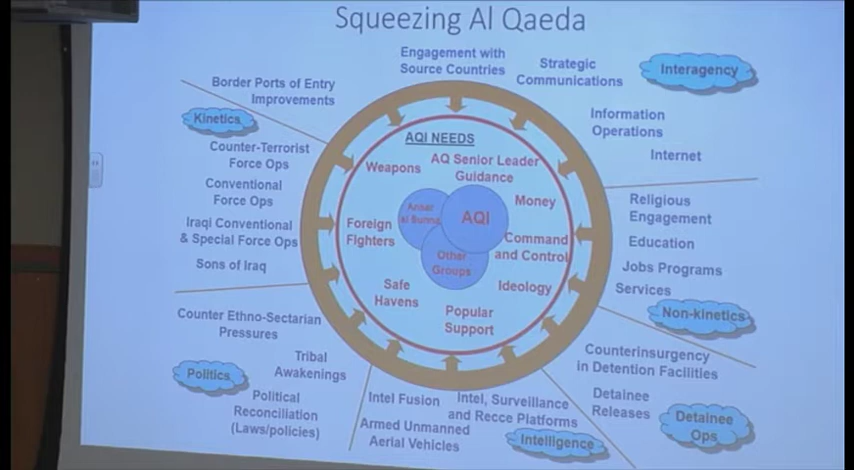 Squeezing Al Qaeda
Engagement with
Source Countries
Strategic
Communications
Interagency
Information
Operations
Internet
Border Ports of Entry
Improvements
Kinetics
Counter-Terrorist
Force Ops
Conventional
Force Ops
Iraqi Conventional
& Special Force Ops
Sons of Iraq
AQI NEEDS
Weapons
AQ Senior Leader
Guidance
Money
Ansar
al Sunna
AQI
Foreign
Fighters
Command
and Control
Other
Groups
Safe
Havens
Ideology
Popular
Support
Religious
Engagement
Education
Jobs Programs
Services
Non-kinetics
Counter Ethno-Sectarian
Pressures
Tribal
Awakenings
Politics
Political
Reconciliation
(Laws/policies)
Intel Fusion
Armed Unmanned
Aerial Vehicles
Intel, Surveillance
and Recce Platforms
Intelligence
Counterinsurgency
in Detention Facilities
Detainee
Releases
Detainee
Ops